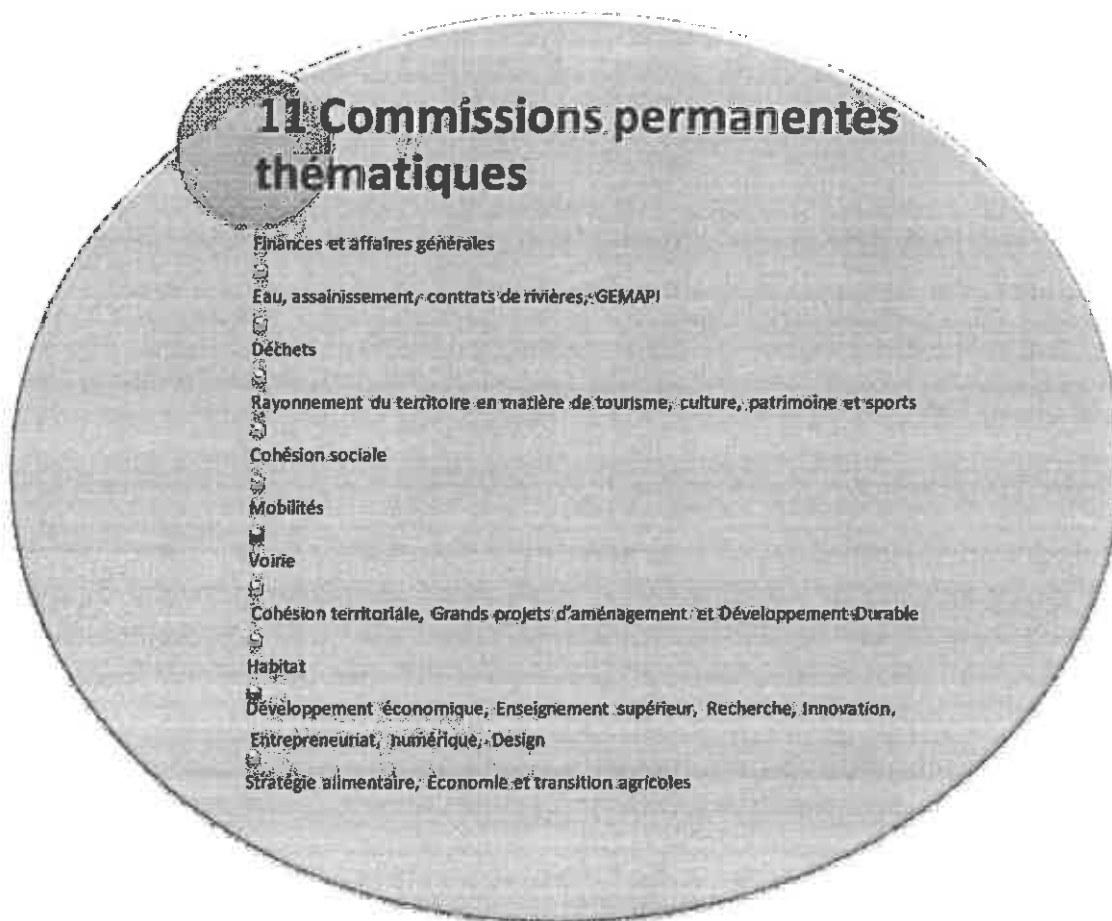 11 Commissions permanentes
thématiques
Finances et affaires générales
Eau, assainissement, contrats de rivières, GEMAPI
Déchets
Rayonnement du territoire en matière de tourisme, culture, patrimoine et sports
Cohésion sociale
Mobilités
Voirie
Cohésion territoriale, Grands projets d'aménagement et Développement Durable
Habitat
Développement économique, Enseignement supérieur, Recherche, Innovation,
Entrepreneuriat, numérique, Design
Stratégie alimentaire, Economie et transition agricoles